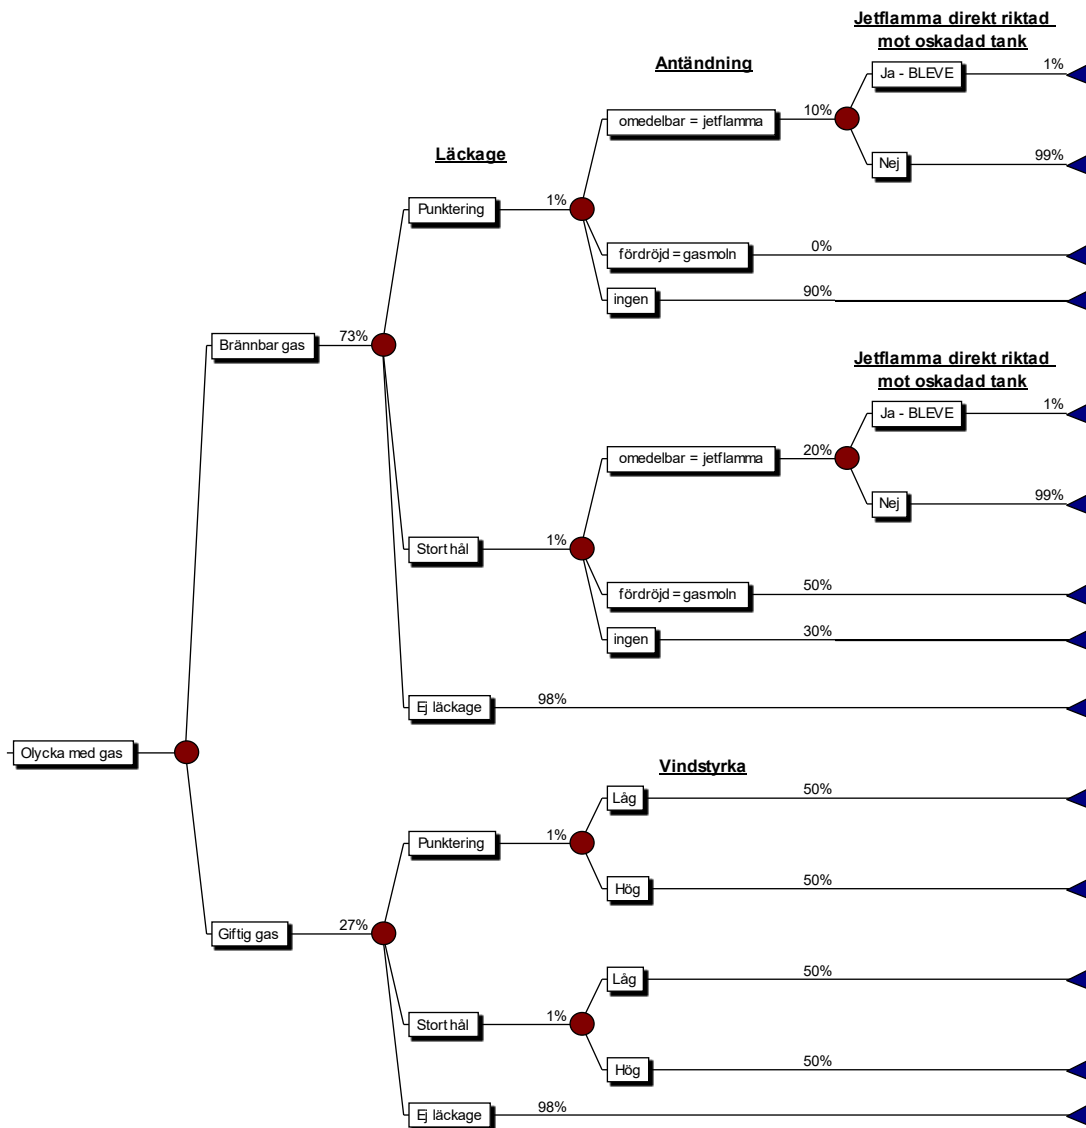 Jetflamma direkt riktad
mot oskadad tank
Antändning
Ja - BLEVE 1%
omedelbar = jetflamma 10%
Läckage
Nej 99%
Punktering 1%
fördröjd = gasmoln 0%
ingen 90%
Brännbar gas 73%
Jetflamma direkt riktad
mot oskadad tank
Ja - BLEVE 1%
omedelbar = jetflamma 20%
Nej 99%
Stort hål 1%
fördröjd = gasmoln 50%
ingen 30%
Ej läckage 98%
Olycka med gas
Vindstyrka
Låg 50%
Punktering 1%
Hög 50%
Giftig gas 27%
Låg 50%
Stort hål 1%
Hög 50%
Ej läckage 98%